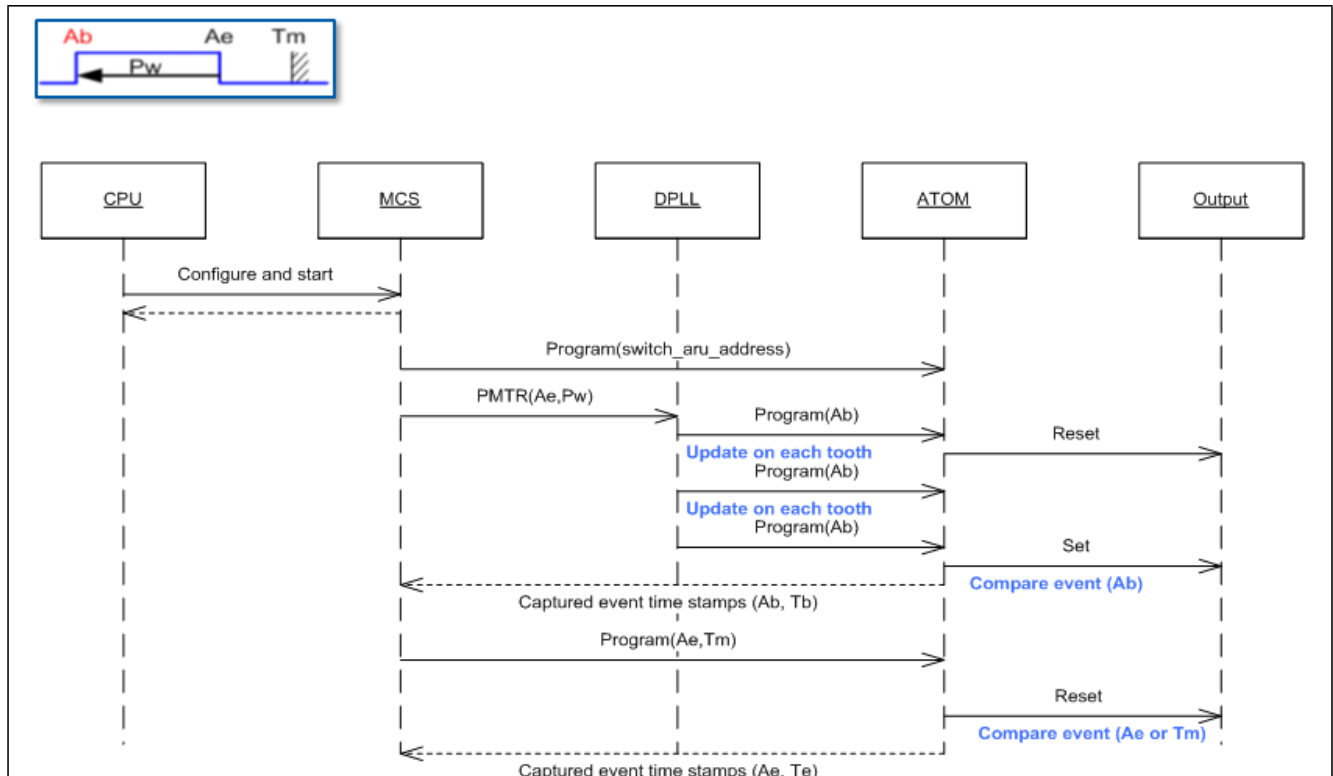 Ab Ae Tm
Pw
CPU MCS DPLL ATOM Output
Configure and start
Program(switch_aru_address)
PMTR(Ae,Pw)
Program(Ab)
Reset
Update on each tooth
Program(Ab)
Update on each tooth
Program(Ab)
Set
Compare event (Ab)
Captured event time stamps (Ab, Tb)
Program(Ae,Tm)
Reset
Compare event (Ae or Tm)
Captured event time stamps (Ae, Te)